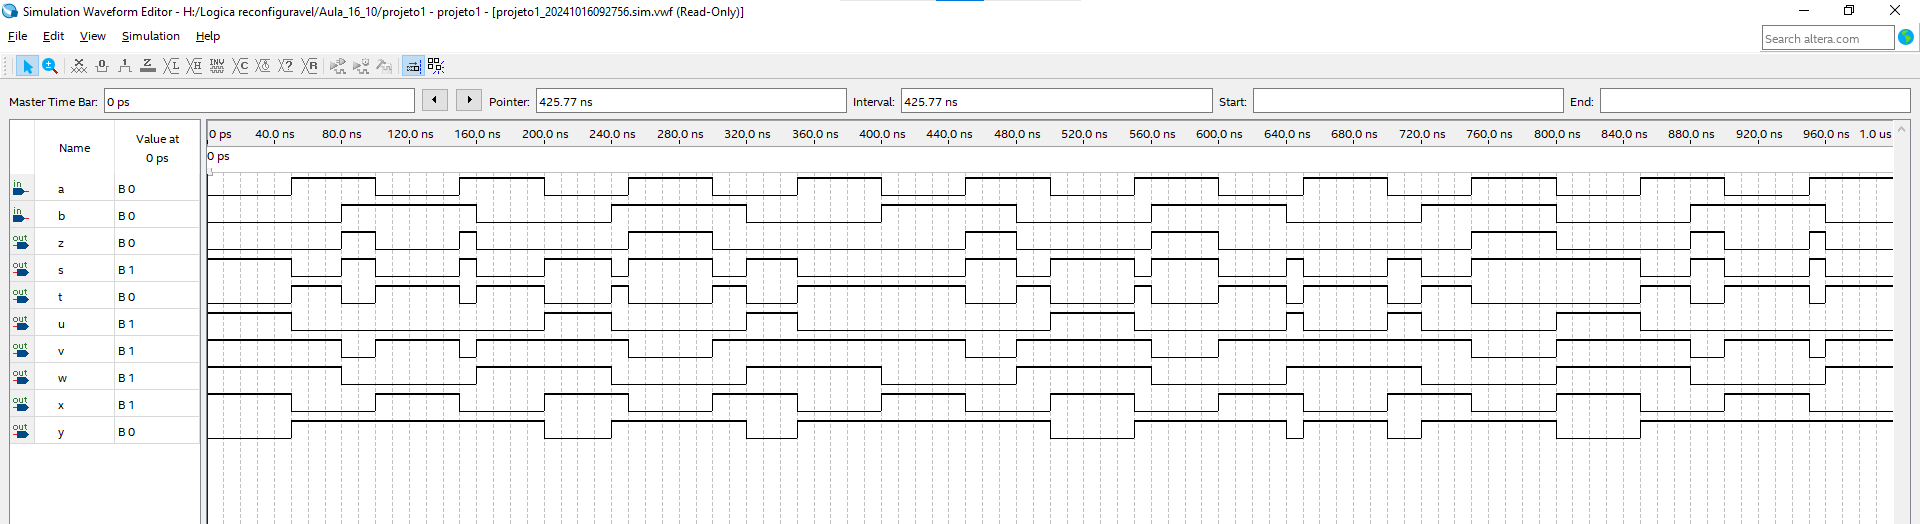 Simulation Waveform Editor - H:/Logica reconfiguravel/Aula_16_10/projeto1 - projeto1 - [projeto1_20241016092756.sim.vwf (Read-Only)]
File Edit View Simulation Help
Search altera.com
Master Time Bar: 0 ps Pointer: 425.77 ns Interval: 425.77 ns Start: End:
Name Value at 0 ps
0 ps 40.0 ns 80.0 ns 120.0 ns 160.0 ns 200.0 ns 240.0 ns 280.0 ns 320.0 ns 360.0 ns 400.0 ns 440.0 ns 480.0 ns 520.0 ns 560.0 ns 600.0 ns 640.0 ns 680.0 ns 720.0 ns 760.0 ns 800.0 ns 840.0 ns 880.0 ns 920.0 ns 960.0 ns 1.0 us
0 ps
in a B 0
in b B 0
out z B 0
out s B 1
out t B 0
out u B 1
out v B 1
out w B 1
out x B 1
out y B 0